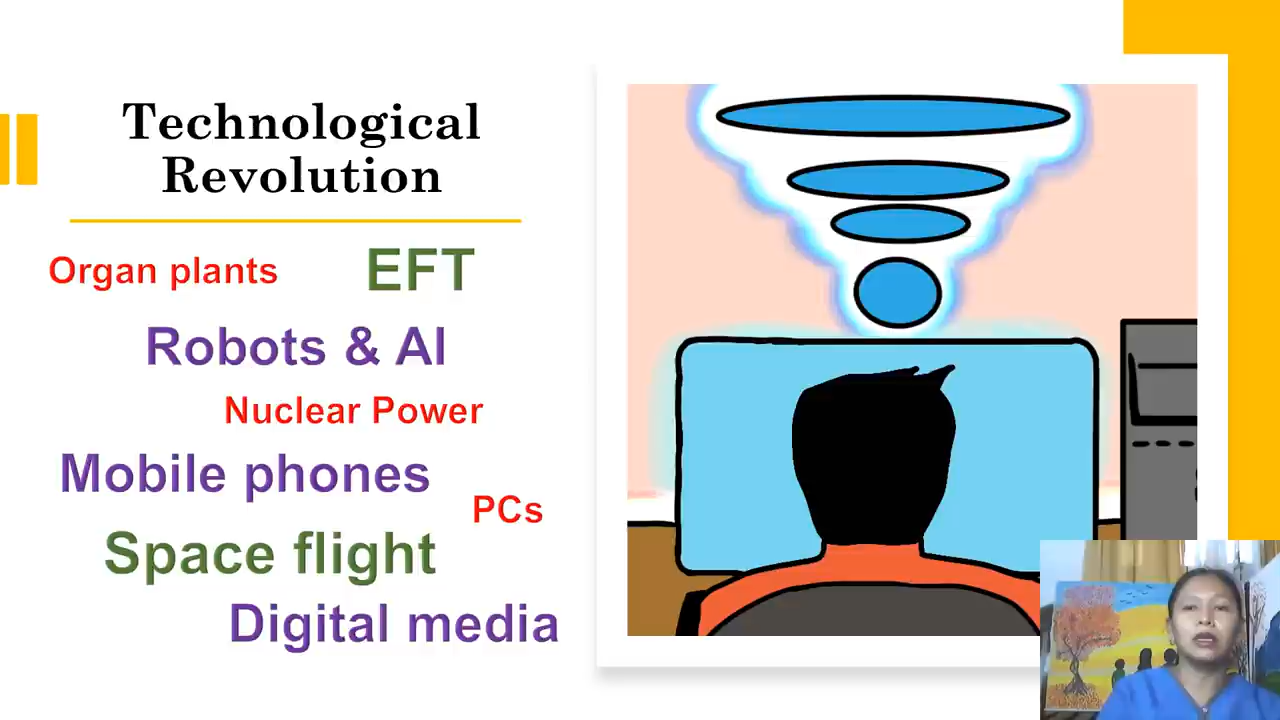 Technological
Revolution
Organ plants
EFT
Robots & AI
Nuclear Power
Mobile phones
PCs
Space flight
Digital media